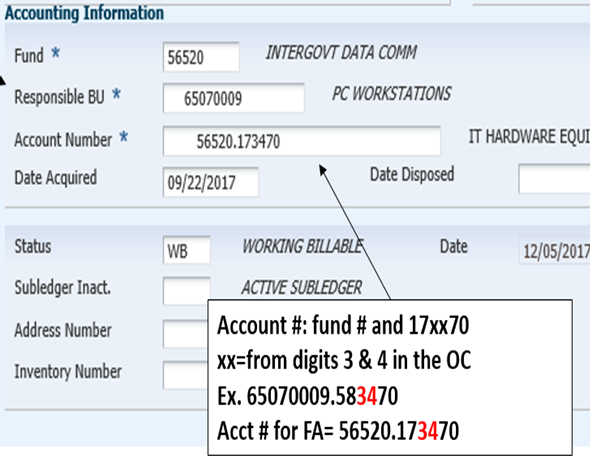 Accounting Information
Fund * 56520 INTERGOVT DATA COMM
Responsible BU * 65070009 PC WORKSTATIONS
Account Number * 56520.173470 IT HARDWARE EQUI
Date Acquired 09/22/2017 Date Disposed
Status WB WORKING BILLABLE Date 12/05/2017
Subledger Inact. ACTIVE SUBLEDGER
Address Number
Inventory Number
Account #: fund # and 17xx70
xx=from digits 3 & 4 in the OC
Ex. 65070009.583470
Acct # for FA= 56520.173470